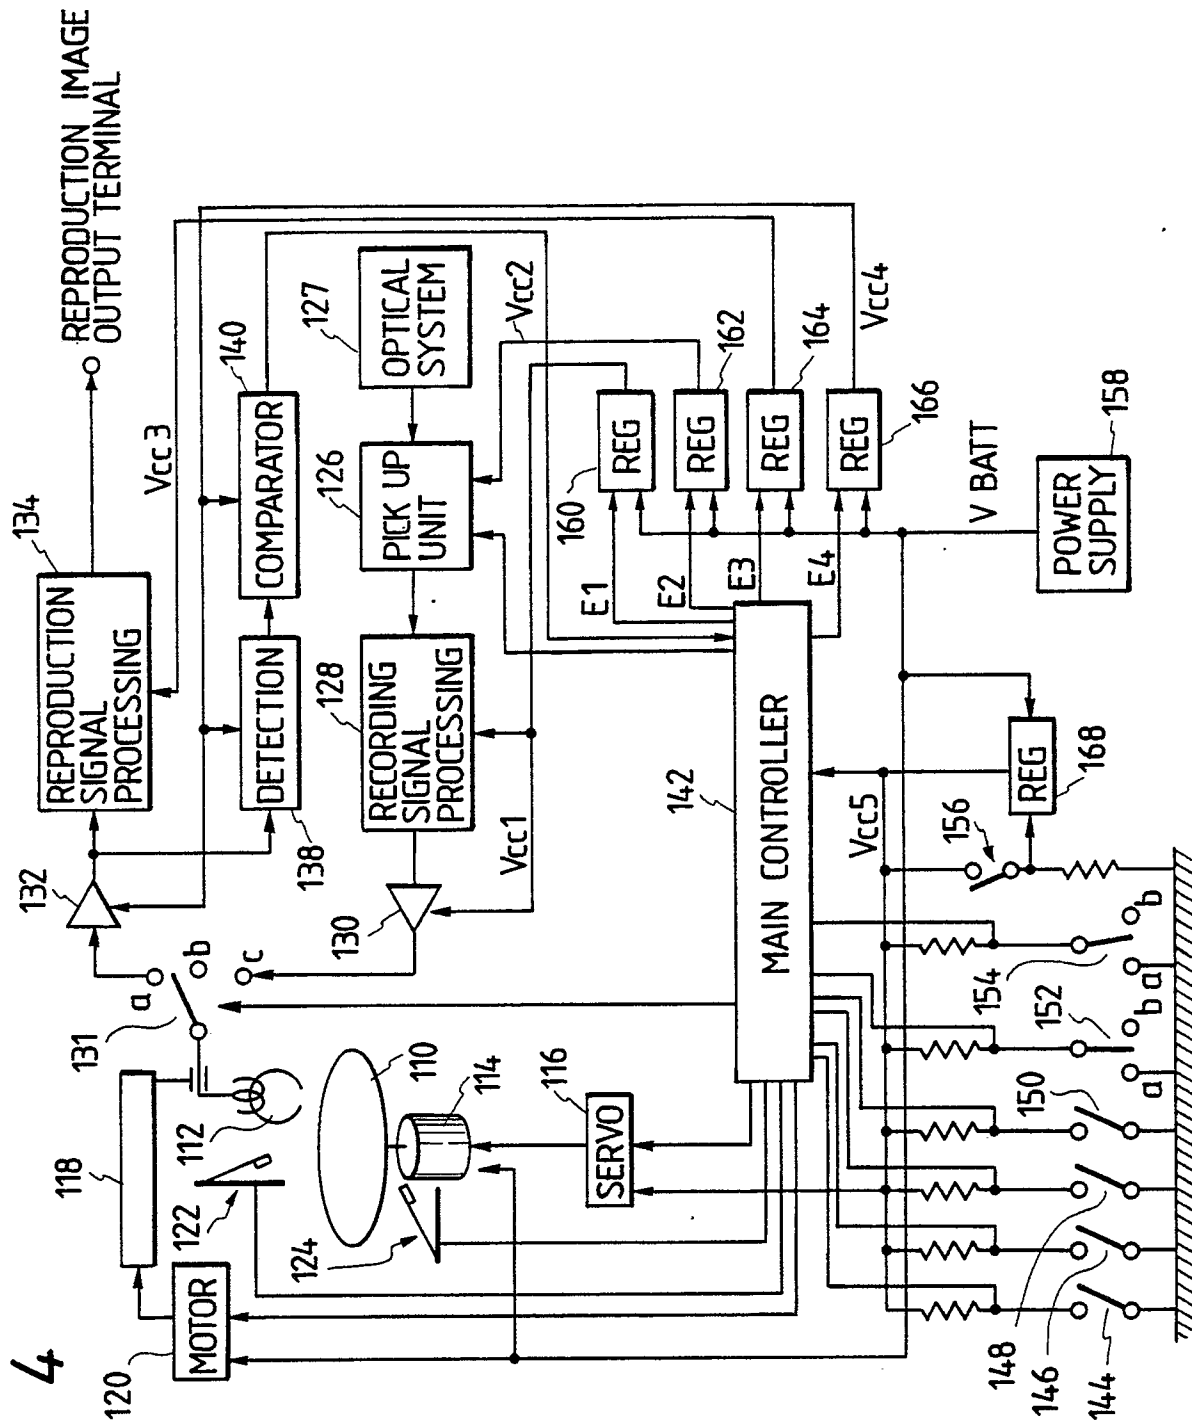 4
118
120
MOTOR
122
124
112
110
114
116
SERVO
131
a
b
c
132
134
REPRODUCTION
SIGNAL
PROCESSING
REPRODUCTION IMAGE
OUTPUT TERMINAL
Vcc3
138
DETECTION
140
COMPARATOR
130
128
RECORDING
SIGNAL
PROCESSING
Vcc1
126
PICK UP
UNIT
127
OPTICAL
SYSTEM
Vcc2
142
MAIN CONTROLLER
E1
E2
E3
E4
160
REG
REG
162
REG
164
REG
166
Vcc4
V BATT
POWER
SUPPLY
158
Vcc5
156
REG
168
148
146
144
150
152
a
b
154
a
b